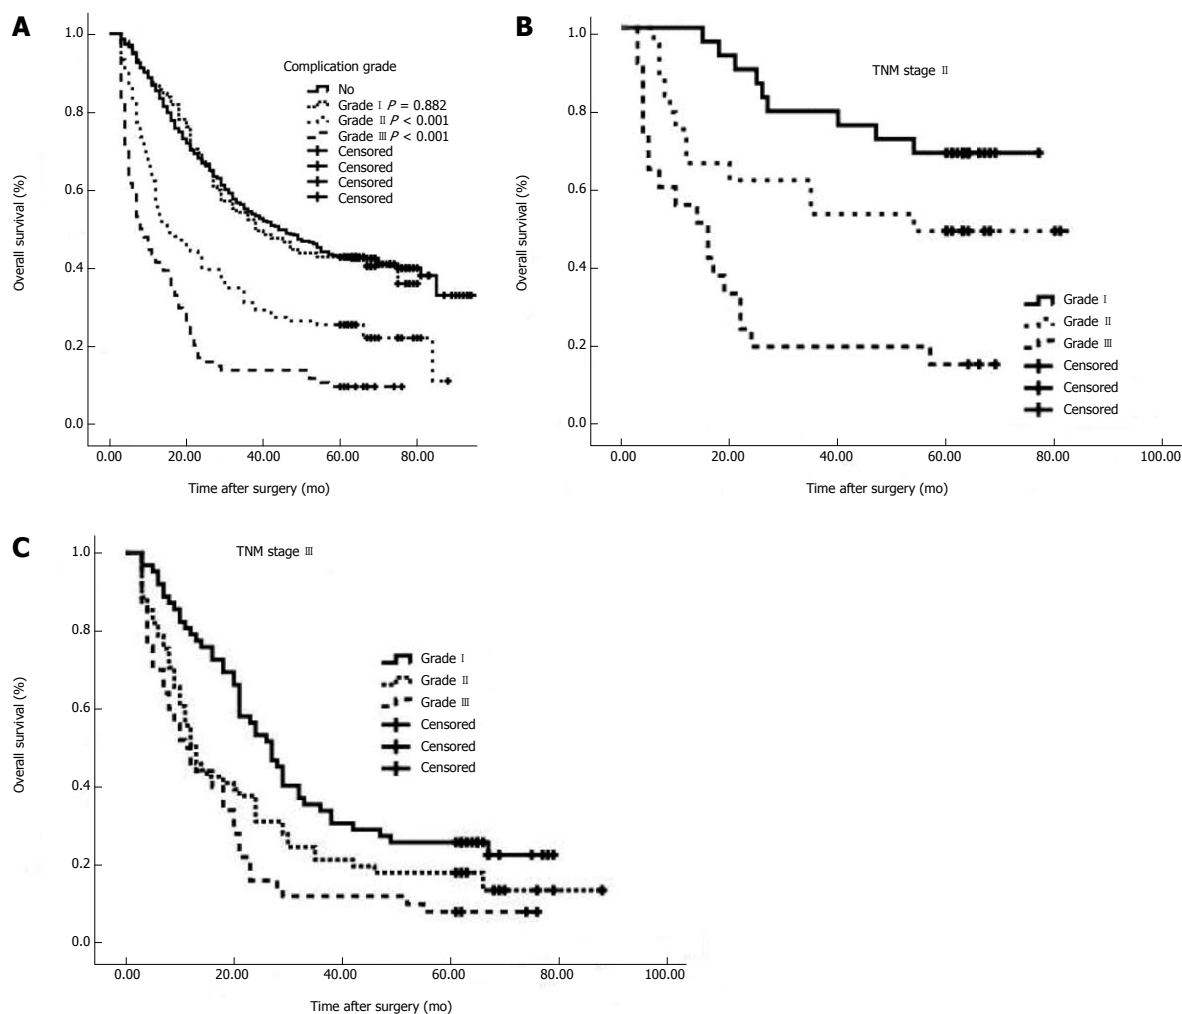 A
1.0
0.8
0.6
0.4
0.2
0.0
Overall survival (%)
Complication grade
No
Grade Ⅰ P = 0.882
Grade Ⅱ P < 0.001
Grade Ⅲ P < 0.001
Censored
Censored
Censored
Censored
0.00 20.00 40.00 60.00 80.00
Time after surgery (mo)
B
1.0
0.8
0.6
0.4
0.2
0.0
Overall survival (%)
TNM stage Ⅱ
Grade Ⅰ
Grade Ⅱ
Grade Ⅲ
Censored
Censored
Censored
0.00 20.00 40.00 60.00 80.00 100.00
Time after surgery (mo)
C
1.0
0.8
0.6
0.4
0.2
0.0
Overall survival (%)
TNM stage Ⅲ
Grade Ⅰ
Grade Ⅱ
Grade Ⅲ
Censored
Censored
Censored
0.00 20.00 40.00 60.00 80.00 100.00
Time after surgery (mo)